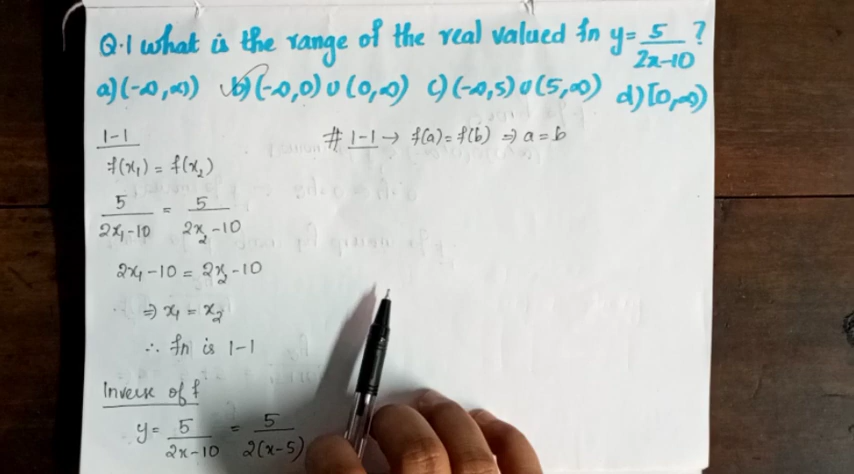 Q.1 what is the range of the real valued fn y= 5/(2x-10) ?
a) (-∞,∞) b) (-∞,0) ∪ (0,∞) c) (-∞,5) ∪ (5,∞) d) [0,∞)
1-1 # 1-1 → f(a) = f(b) ⇒ a = b
f(x₁) = f(x₂)
5/(2x₁-10) = 5/(2x₂-10)
2x₁-10 = 2x₂-10
⇒ x₁ = x₂
∴ fn is 1-1
Inverse of f
y = 5/(2x-10) = 5/(2(x-5))